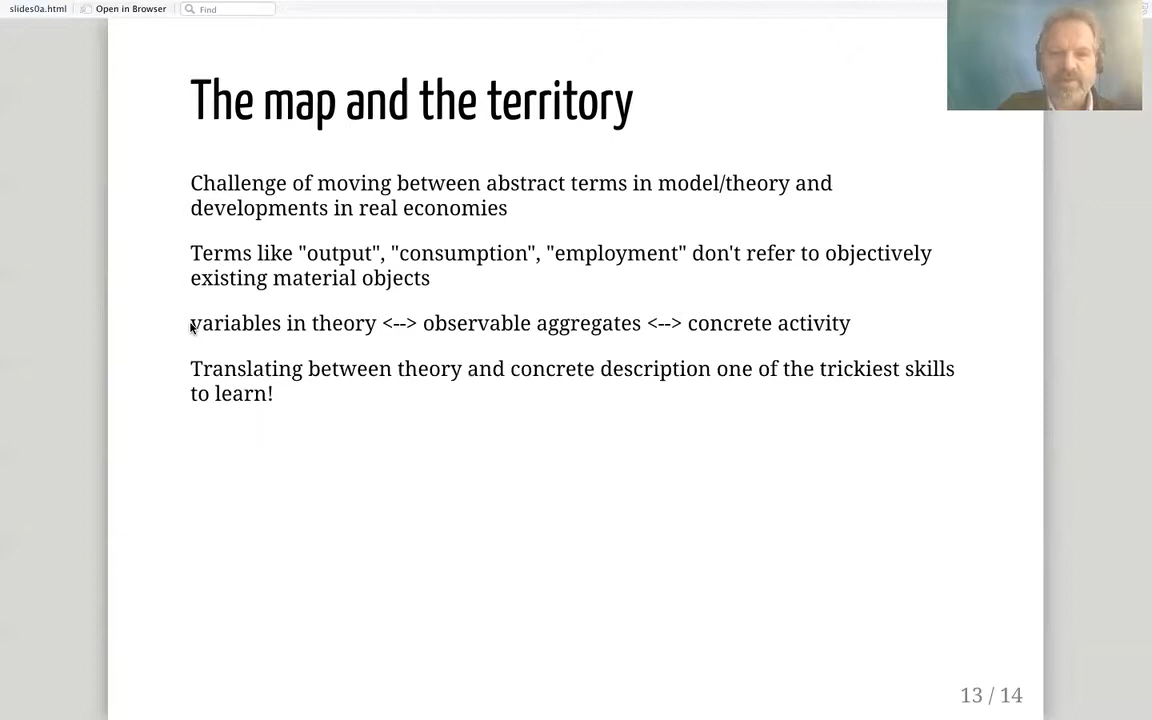 slides0a.html
Open in Browser
Find
The map and the territory
Challenge of moving between abstract terms in model/theory and
developments in real economies
Terms like "output", "consumption", "employment" don't refer to objectively
existing material objects
variables in theory <--> observable aggregates <--> concrete activity
Translating between theory and concrete description one of the trickiest skills
to learn!
13 / 14